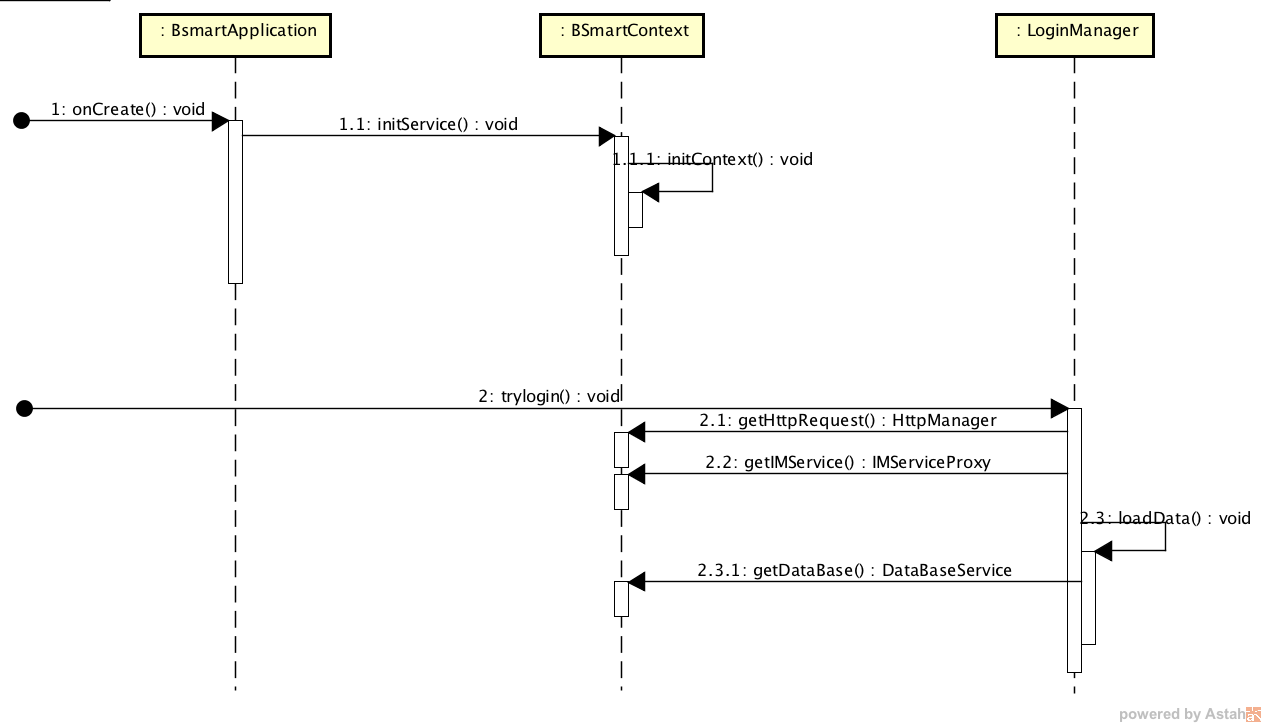 : BsmartApplication
: BSmartContext
: LoginManager
1: onCreate() : void
1.1: initService() : void
1.1.1: initContext() : void
2: trylogin() : void
2.1: getHttpRequest() : HttpManager
2.2: getIMService() : IMServiceProxy
2.3: loadData() : void
2.3.1: getDataBase() : DataBaseService
powered by Astah